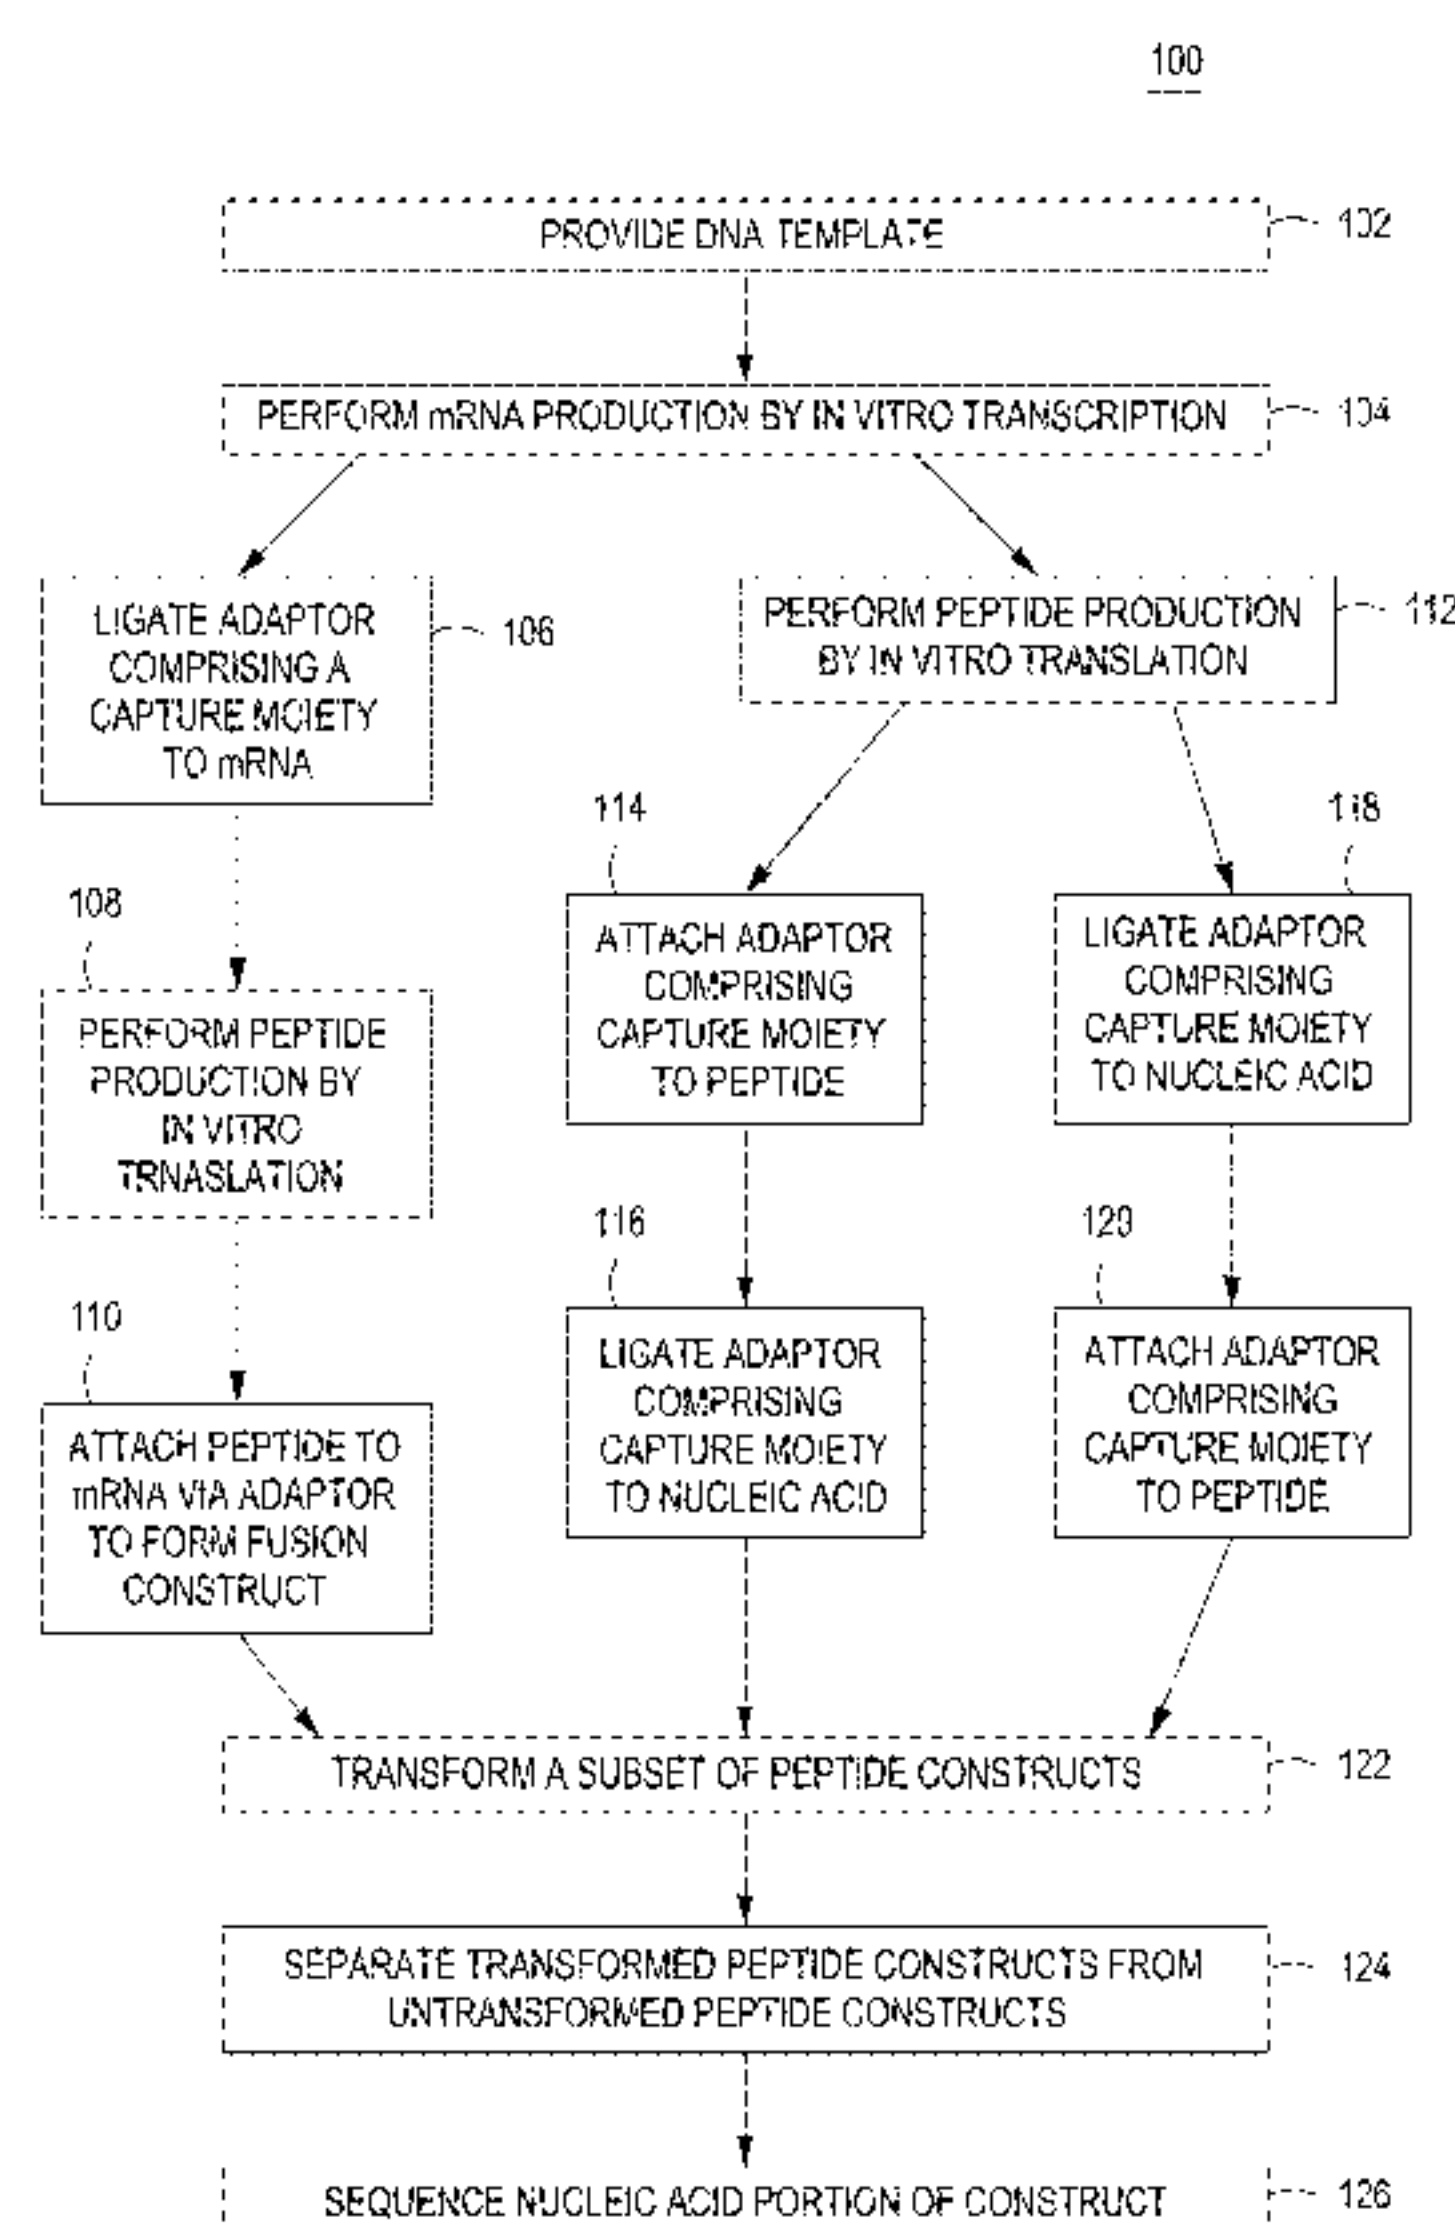 100
PROVIDE DNA TEMPLATE
102
PERFORM mRNA PRODUCTION BY IN VITRO TRANSCRIPTION
104
LIGATE ADAPTOR
COMPRISING A
CAPTURE MOIETY
TO mRNA
106
PERFORM PEPTIDE PRODUCTION
BY IN VITRO TRANSLATION
112
108
PERFORM PEPTIDE
PRODUCTION BY
IN VITRO
TRNASLATION
110
ATTACH PEPTIDE TO
mRNA VIA ADAPTOR
TO FORM FUSION
CONSTRUCT
114
ATTACH ADAPTOR
COMPRISING
CAPTURE MOIETY
TO PEPTIDE
116
LIGATE ADAPTOR
COMPRISING
CAPTURE MOIETY
TO NUCLEIC ACID
118
LIGATE ADAPTOR
COMPRISING
CAPTURE MOIETY
TO NUCLEIC ACID
120
ATTACH ADAPTOR
COMPRISING
CAPTURE MOIETY
TO PEPTIDE
TRANSFORM A SUBSET OF PEPTIDE CONSTRUCTS
122
SEPARATE TRANSFORMED PEPTIDE CONSTRUCTS FROM
UNTRANSFORMED PEPTIDE CONSTRUCTS
124
SEQUENCE NUCLEIC ACID PORTION OF CONSTRUCT
126